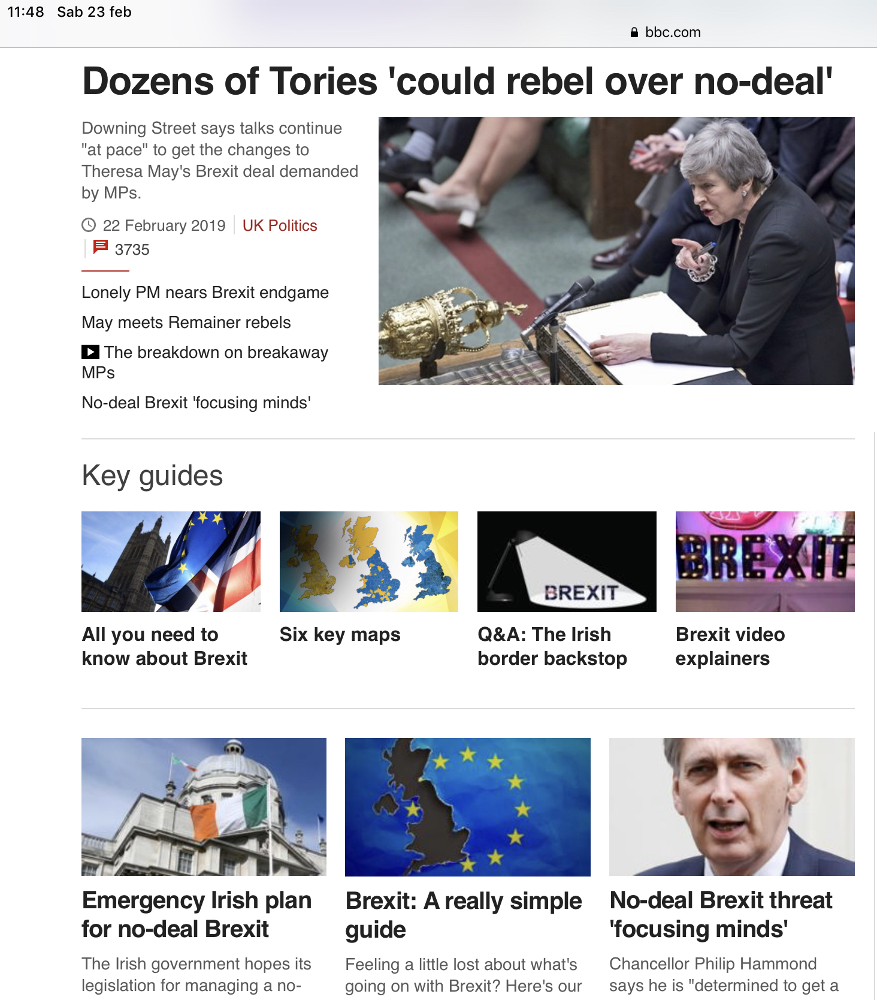 11:48 Sab 23 feb
bbc.com
Dozens of Tories 'could rebel over no-deal'
Downing Street says talks continue
"at pace" to get the changes to
Theresa May's Brexit deal demanded
by MPs.
22 February 2019 UK Politics
3735
Lonely PM nears Brexit endgame
May meets Remainer rebels
The breakdown on breakaway
MPs
No-deal Brexit 'focusing minds'
Key guides
BREXIT
BREXIT
All you need to
know about Brexit
Six key maps
Q&A: The Irish
border backstop
Brexit video
explainers
Emergency Irish plan
for no-deal Brexit
The Irish government hopes its
legislation for managing a no-
Brexit: A really simple
guide
Feeling a little lost about what's
going on with Brexit? Here's our
No-deal Brexit threat
'focusing minds'
Chancellor Philip Hammond
says he is "determined to get a